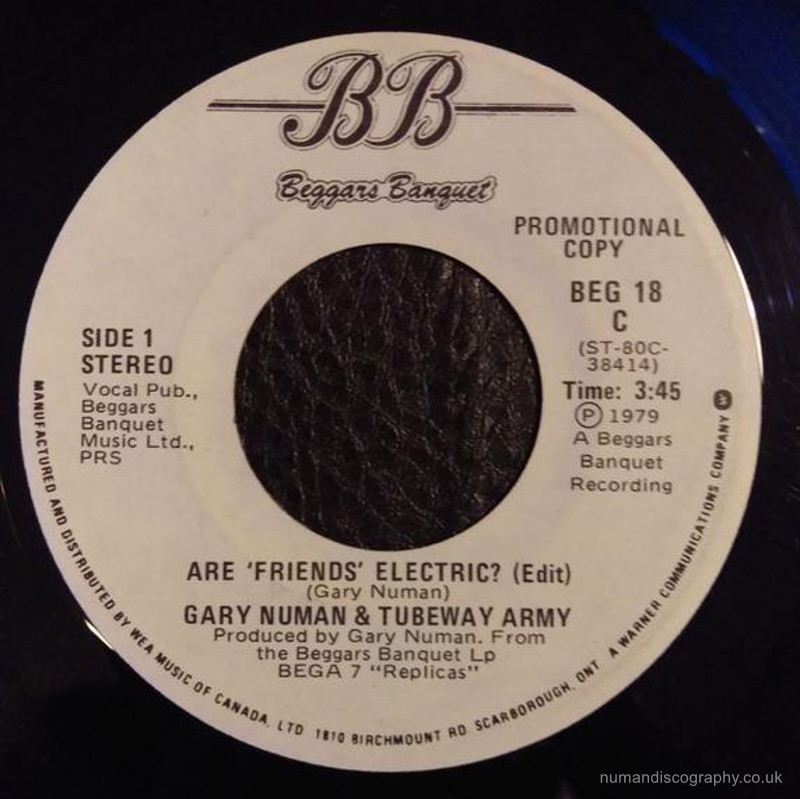 BB
Beggars Banquet
PROMOTIONAL
COPY
BEG 18
C
(ST-80C-
38414)
Time: 3:45
Ⓟ 1979
A Beggars
Banquet
Recording
SIDE 1
STEREO
Vocal Pub.,
Beggars
Banquet
Music Ltd.,
PRS
ARE 'FRIENDS' ELECTRIC? (Edit)
(Gary Numan)
GARY NUMAN & TUBEWAY ARMY
Produced by Gary Numan. From
the Beggars Banquet Lp
BEGA 7 "Replicas"
MANUFACTURED AND DISTRIBUTED BY WEA MUSIC OF CANADA, LTD. 1810 BIRCHMOUNT RD. SCARBOROUGH, ONT. A WARNER COMMUNICATIONS COMPANY W
numandiscography.co.uk